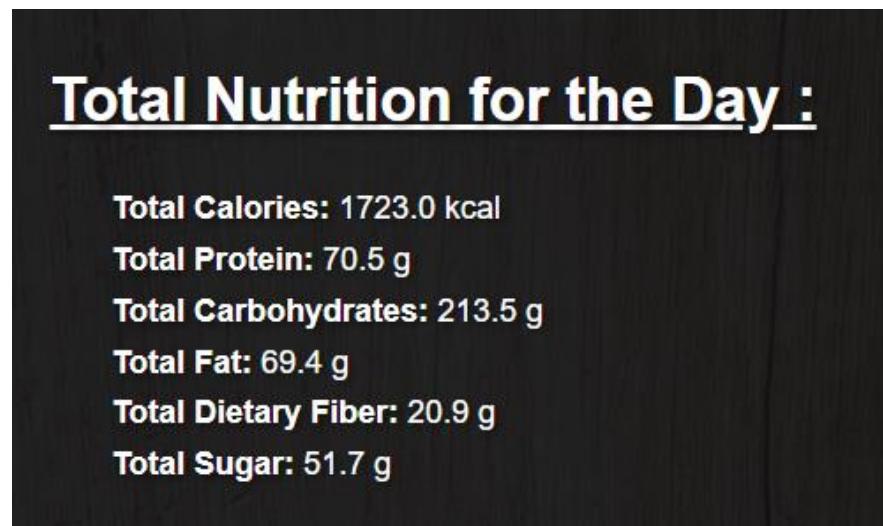 Total Nutrition for the Day :
Total Calories: 1723.0 kcal
Total Protein: 70.5 g
Total Carbohydrates: 213.5 g
Total Fat: 69.4 g
Total Dietary Fiber: 20.9 g
Total Sugar: 51.7 g